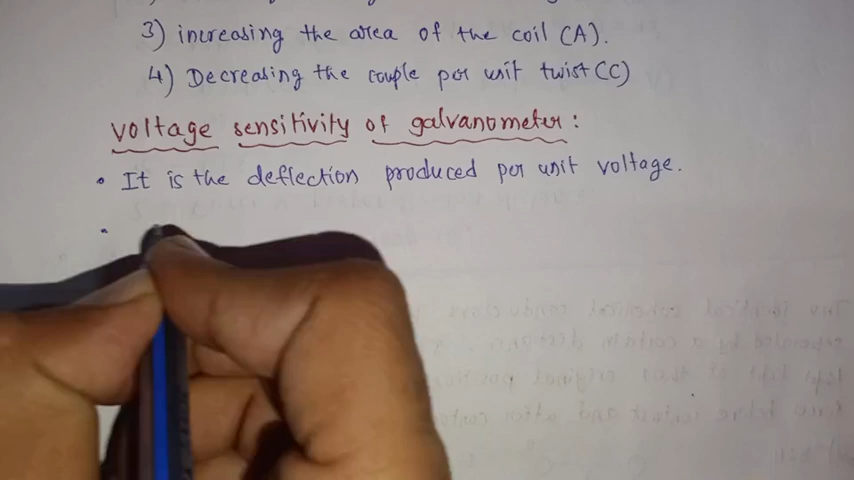 3) increasing the area of the coil (A).
4) Decreasing the couple per unit twist (C)
voltage sensitivity of galvanometer :
• It is the deflection produced per unit voltage.
•